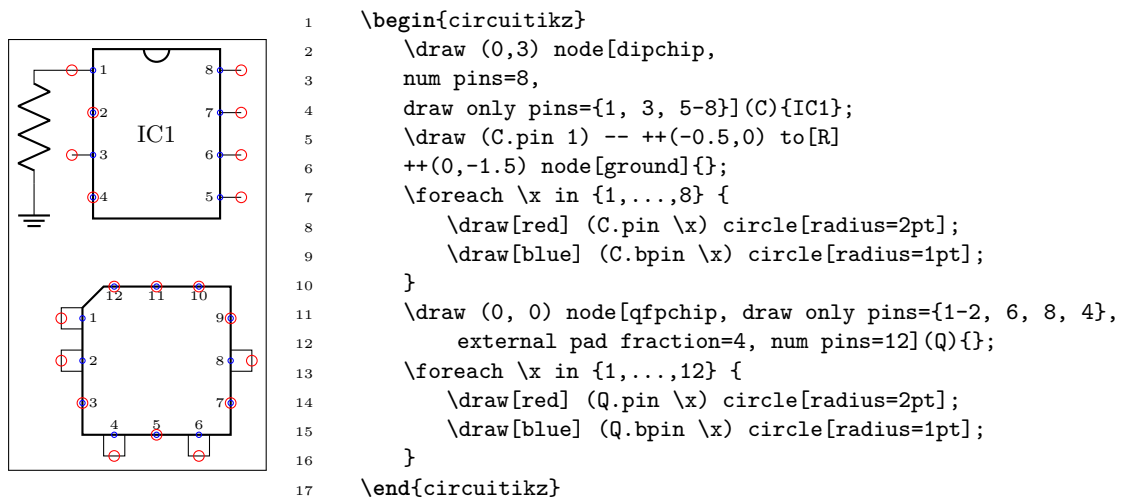 1 8
2 7
IC1
3 6
4 5
12 11 10
1 9
2 8
3 7
4 5 6
1 \begin{circuitikz}
2 \draw (0,3) node[dipchip,
3 num pins=8,
4 draw only pins={1, 3, 5-8}](C){IC1};
5 \draw (C.pin 1) -- ++(-0.5,0) to[R]
6 ++(0,-1.5) node[ground]{};
7 \foreach \x in {1,...,8} {
8 \draw[red] (C.pin \x) circle[radius=2pt];
9 \draw[blue] (C.bpin \x) circle[radius=1pt];
10 }
11 \draw (0, 0) node[qfpchip, draw only pins={1-2, 6, 8, 4},
12 external pad fraction=4, num pins=12](Q){};
13 \foreach \x in {1,...,12} {
14 \draw[red] (Q.pin \x) circle[radius=2pt];
15 \draw[blue] (Q.bpin \x) circle[radius=1pt];
16 }
17 \end{circuitikz}